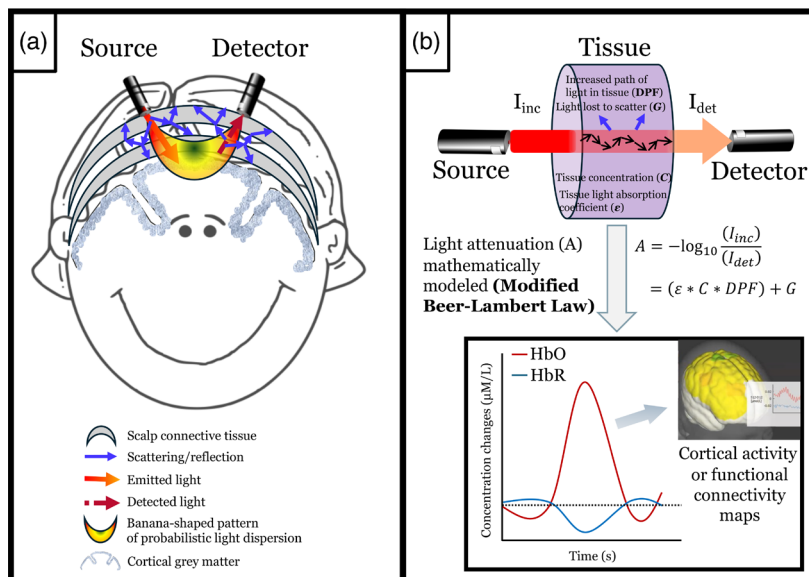 (a)
Source
Detector
Scalp connective tissue
Scattering/reflection
Emitted light
Detected light
Banana-shaped pattern
of probabilistic light dispersion
Cortical grey matter
(b)
Tissue
Increased path of
light in tissue (DPF)
Light lost to scatter (G)
I_inc
I_det
Source
Detector
Tissue concentration (C)
Tissue light absorption
coefficient (ε)
Light attenuation (A)
mathematically
modeled (Modified
Beer-Lambert Law)
A = −log₁₀ (I_inc)/(I_det)
= (ε * C * DPF) + G
HbO
HbR
Concentration changes (μM/L)
Time (s)
Cortical activity
or functional
connectivity
maps